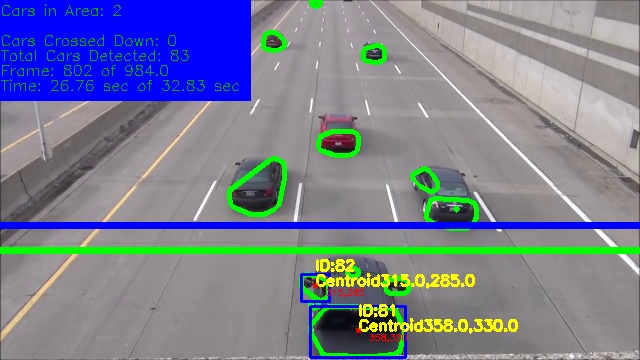 Cars in Area: 2
Cars Crossed Down: 0
Total Cars Detected: 83
Frame: 802 of 984.0
Time: 26.76 sec of 32.83 sec
ID:82
Centroid315.0,285.0
ID:81
Centroid358.0,330.0